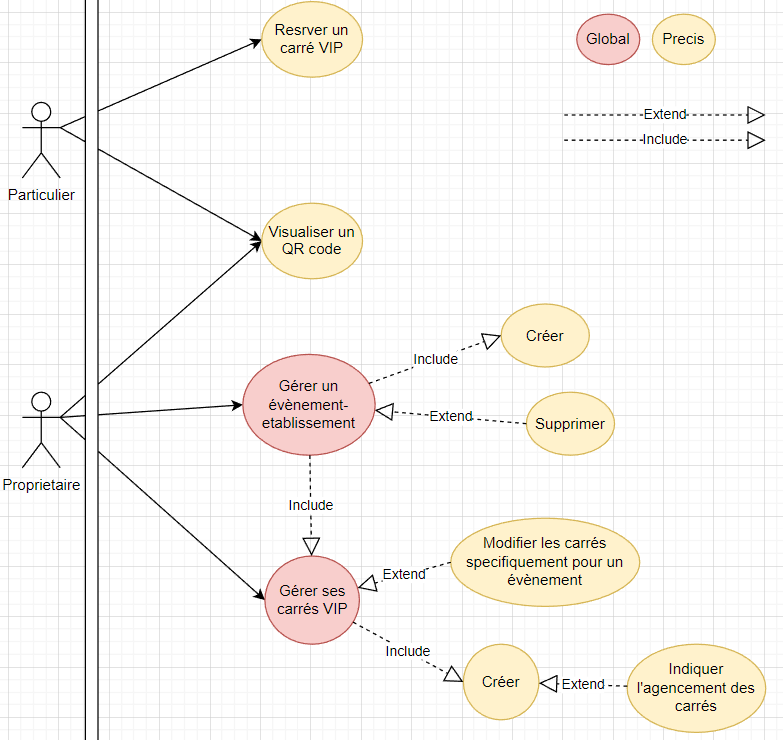 Resrver un
carré VIP
Global
Precis
Extend
Include
Particulier
Visualiser un
QR code
Créer
Include
Gérer un
évènement-
etablissement
Extend
Supprimer
Proprietaire
Include
Modifier les carrés
specifiquement pour un
évènement
Extend
Gérer ses
carrés VIP
Include
Créer
Extend
Indiquer
l'agencement des
carrés